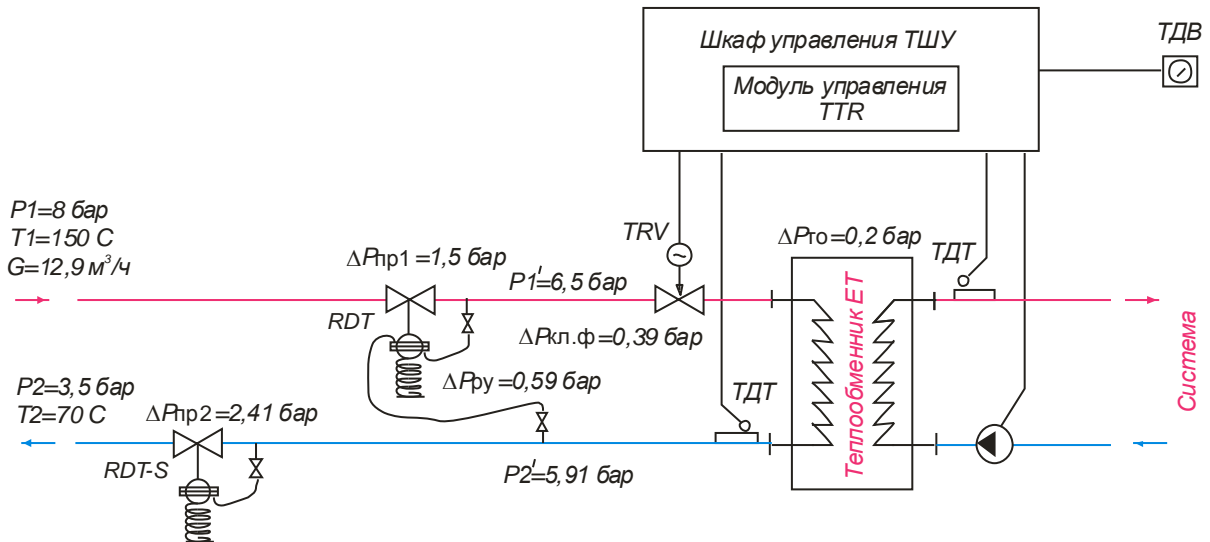 Шкаф управления ТШУ
Модуль управления
TTR
ТДВ
P1=8 бар
T1=150 С
G=12,9 м³/ч
ΔPпр1=1,5 бар
P1'=6,5 бар
TRV
ΔPто=0,2 бар
ТДТ
RDT
ΔPкл.ф=0,39 бар
ΔPру=0,59 бар
Теплообменник ЕТ
Система
P2=3,5 бар
T2=70 С
ΔPпр2=2,41 бар
ТДТ
RDT-S
P2'=5,91 бар